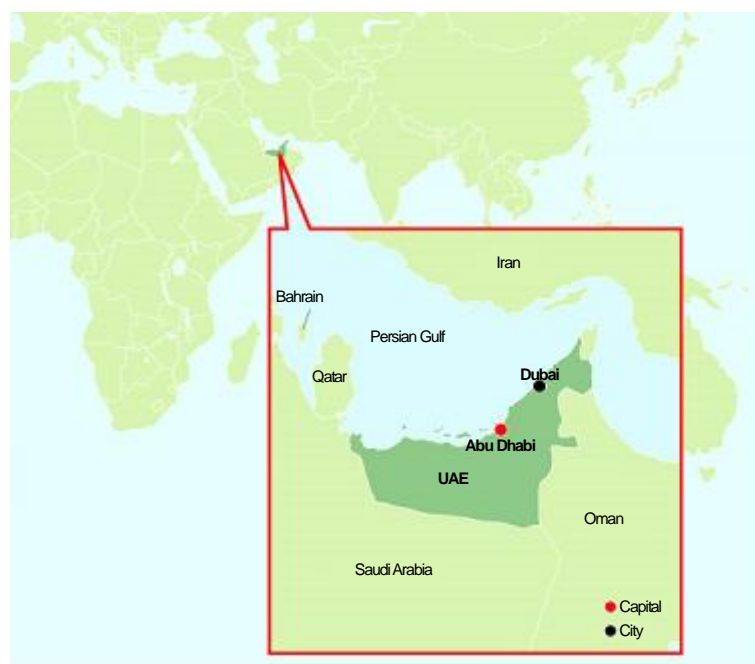 Iran
Bahrain
Persian Gulf
Qatar
Dubai
Abu Dhabi
UAE
Oman
Saudi Arabia
Capital
City